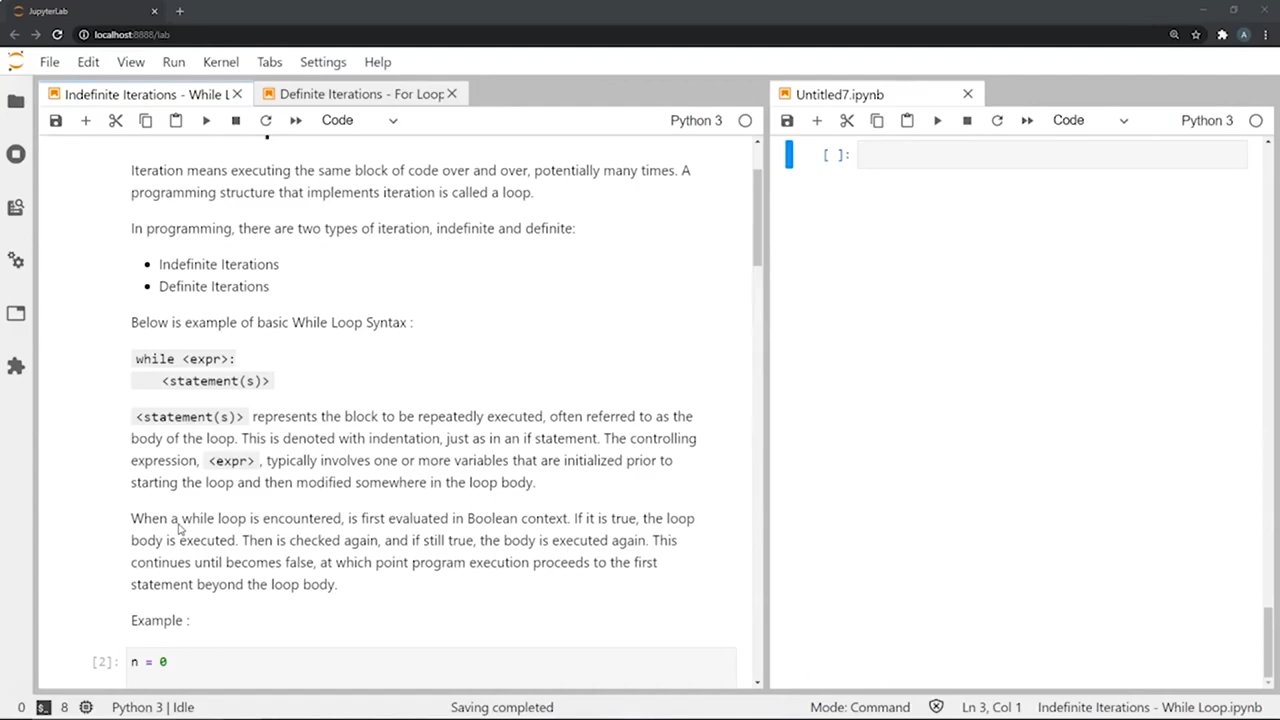 JupyterLab
localhost:8888/lab
File Edit View Run Kernel Tabs Settings Help
Indefinite Iterations - While L
Definite Iterations - For Loop
Untitled7.ipynb
Code
Python 3
Code
Python 3
Iteration means executing the same block of code over and over, potentially many times. A
programming structure that implements iteration is called a loop.
In programming, there are two types of iteration, indefinite and definite:
• Indefinite Iterations
• Definite Iterations
Below is example of basic While Loop Syntax :
while <expr>:
<statement(s)>
<statement(s)> represents the block to be repeatedly executed, often referred to as the
body of the loop. This is denoted with indentation, just as in an if statement. The controlling
expression, <expr>, typically involves one or more variables that are initialized prior to
starting the loop and then modified somewhere in the loop body.
When a while loop is encountered, is first evaluated in Boolean context. If it is true, the loop
body is executed. Then is checked again, and if still true, the body is executed again. This
continues until becomes false, at which point program execution proceeds to the first
statement beyond the loop body.
Example :
[2]: n = 0
[ ]:
0 8 Python 3 | Idle Saving completed Mode: Command Ln 3, Col 1 Indefinite Iterations - While Loop.ipynb